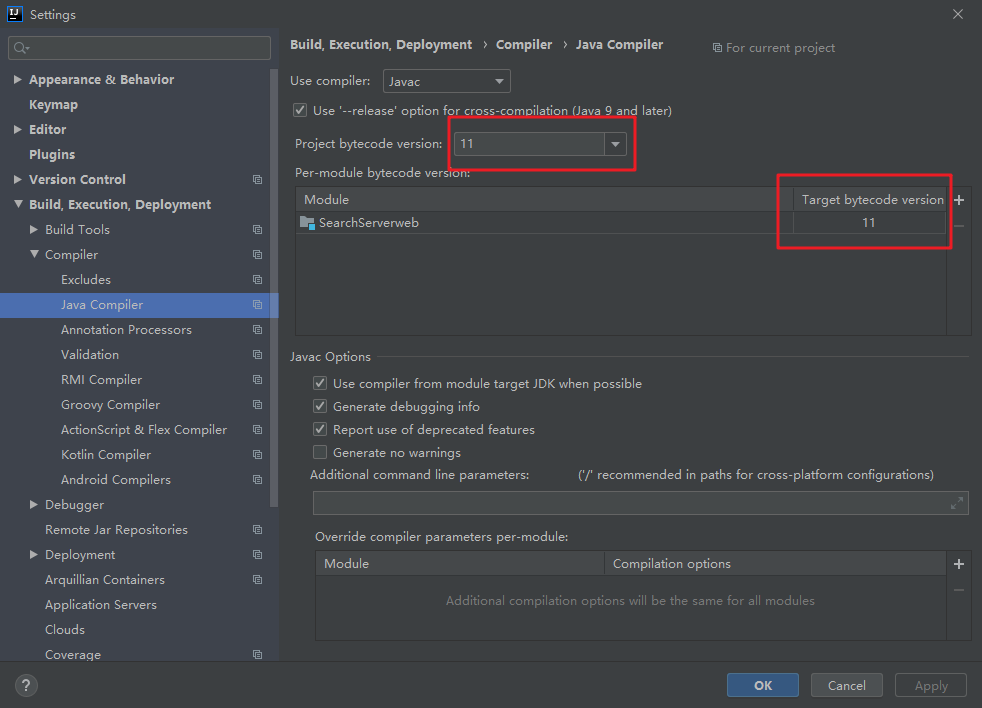 Settings
Build, Execution, Deployment › Compiler › Java Compiler For current project
Appearance & Behavior
Keymap
Editor
Plugins
Version Control
Build, Execution, Deployment
Build Tools
Compiler
Excludes
Java Compiler
Annotation Processors
Validation
RMI Compiler
Groovy Compiler
ActionScript & Flex Compiler
Kotlin Compiler
Android Compilers
Debugger
Remote Jar Repositories
Deployment
Arquillian Containers
Application Servers
Clouds
Coverage
Use compiler: Javac
Use '--release' option for cross-compilation (Java 9 and later)
Project bytecode version: 11
Per-module bytecode version:
Module Target bytecode version
SearchServerweb 11
Javac Options
Use compiler from module target JDK when possible
Generate debugging info
Report use of deprecated features
Generate no warnings
Additional command line parameters: ('/' recommended in paths for cross-platform configurations)
Override compiler parameters per-module:
Module Compilation options
Additional compilation options will be the same for all modules
? OK Cancel Apply